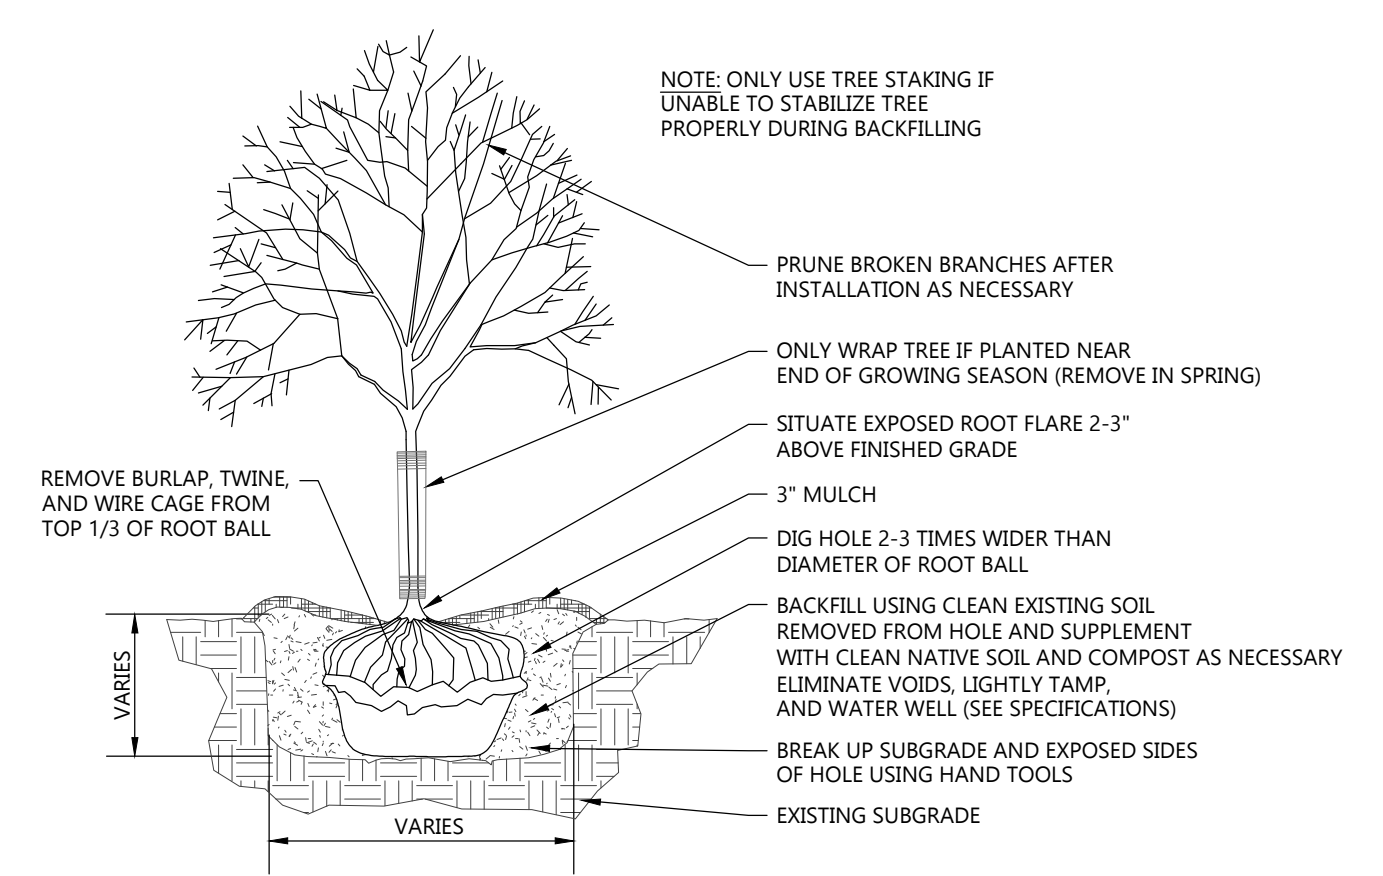 NOTE: ONLY USE TREE STAKING IF
UNABLE TO STABILIZE TREE
PROPERLY DURING BACKFILLING
PRUNE BROKEN BRANCHES AFTER
INSTALLATION AS NECESSARY
ONLY WRAP TREE IF PLANTED NEAR
END OF GROWING SEASON (REMOVE IN SPRING)
SITUATE EXPOSED ROOT FLARE 2-3"
ABOVE FINISHED GRADE
REMOVE BURLAP, TWINE,
AND WIRE CAGE FROM
TOP 1/3 OF ROOT BALL
3" MULCH
DIG HOLE 2-3 TIMES WIDER THAN
DIAMETER OF ROOT BALL
BACKFILL USING CLEAN EXISTING SOIL
REMOVED FROM HOLE AND SUPPLEMENT
WITH CLEAN NATIVE SOIL AND COMPOST AS NECESSARY
ELIMINATE VOIDS, LIGHTLY TAMP,
AND WATER WELL (SEE SPECIFICATIONS)
VARIES
BREAK UP SUBGRADE AND EXPOSED SIDES
OF HOLE USING HAND TOOLS
EXISTING SUBGRADE
VARIES